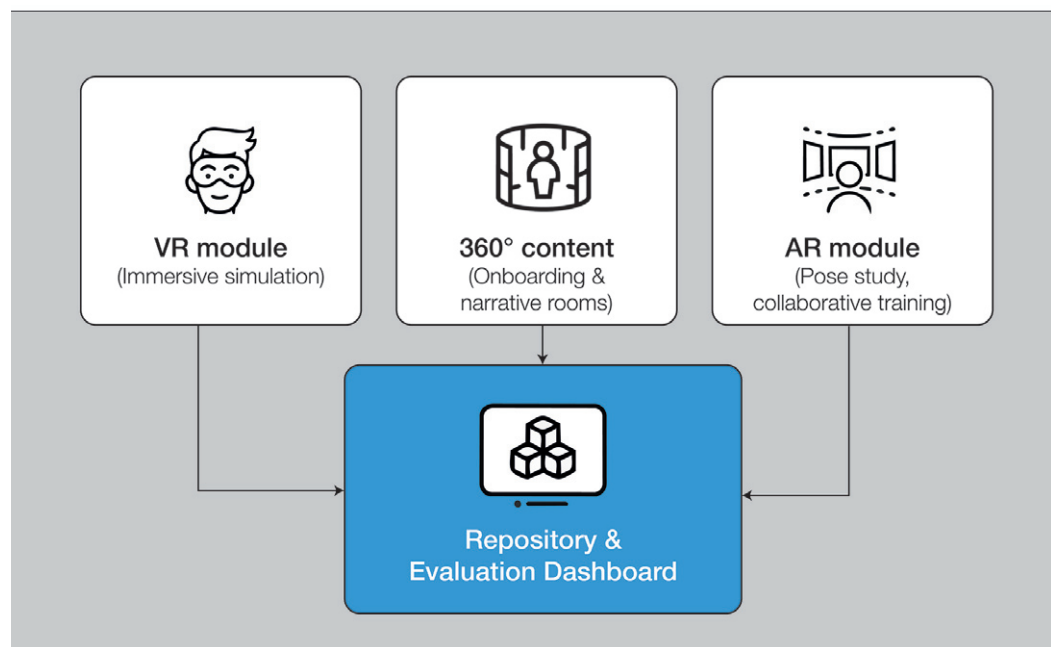 VR module
(Immersive simulation)
360° content
(Onboarding &
narrative rooms)
AR module
(Pose study,
collaborative training)
Repository &
Evaluation Dashboard